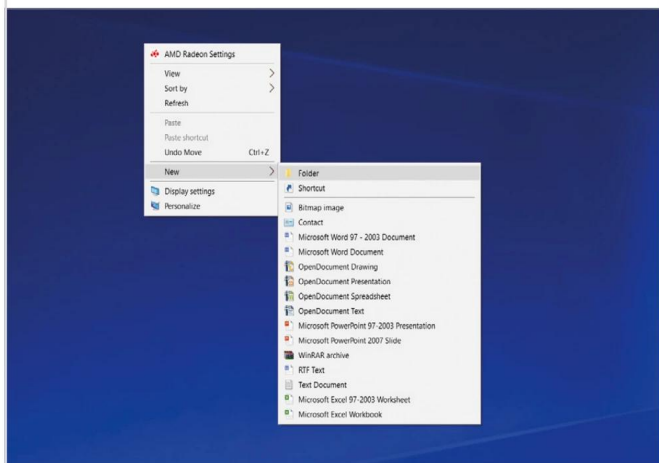 AMD Radeon Settings
View
Sort by
Refresh
Paste
Paste shortcut
Undo Move Ctrl+Z
New
Display settings
Personalize
Folder
Shortcut
Bitmap image
Contact
Microsoft Word 97 - 2003 Document
Microsoft Word Document
OpenDocument Drawing
OpenDocument Presentation
OpenDocument Spreadsheet
OpenDocument Text
Microsoft PowerPoint 97-2003 Presentation
Microsoft PowerPoint 2007 Slide
WinRAR archive
RTF Text
Text Document
Microsoft Excel 97-2003 Worksheet
Microsoft Excel Workbook